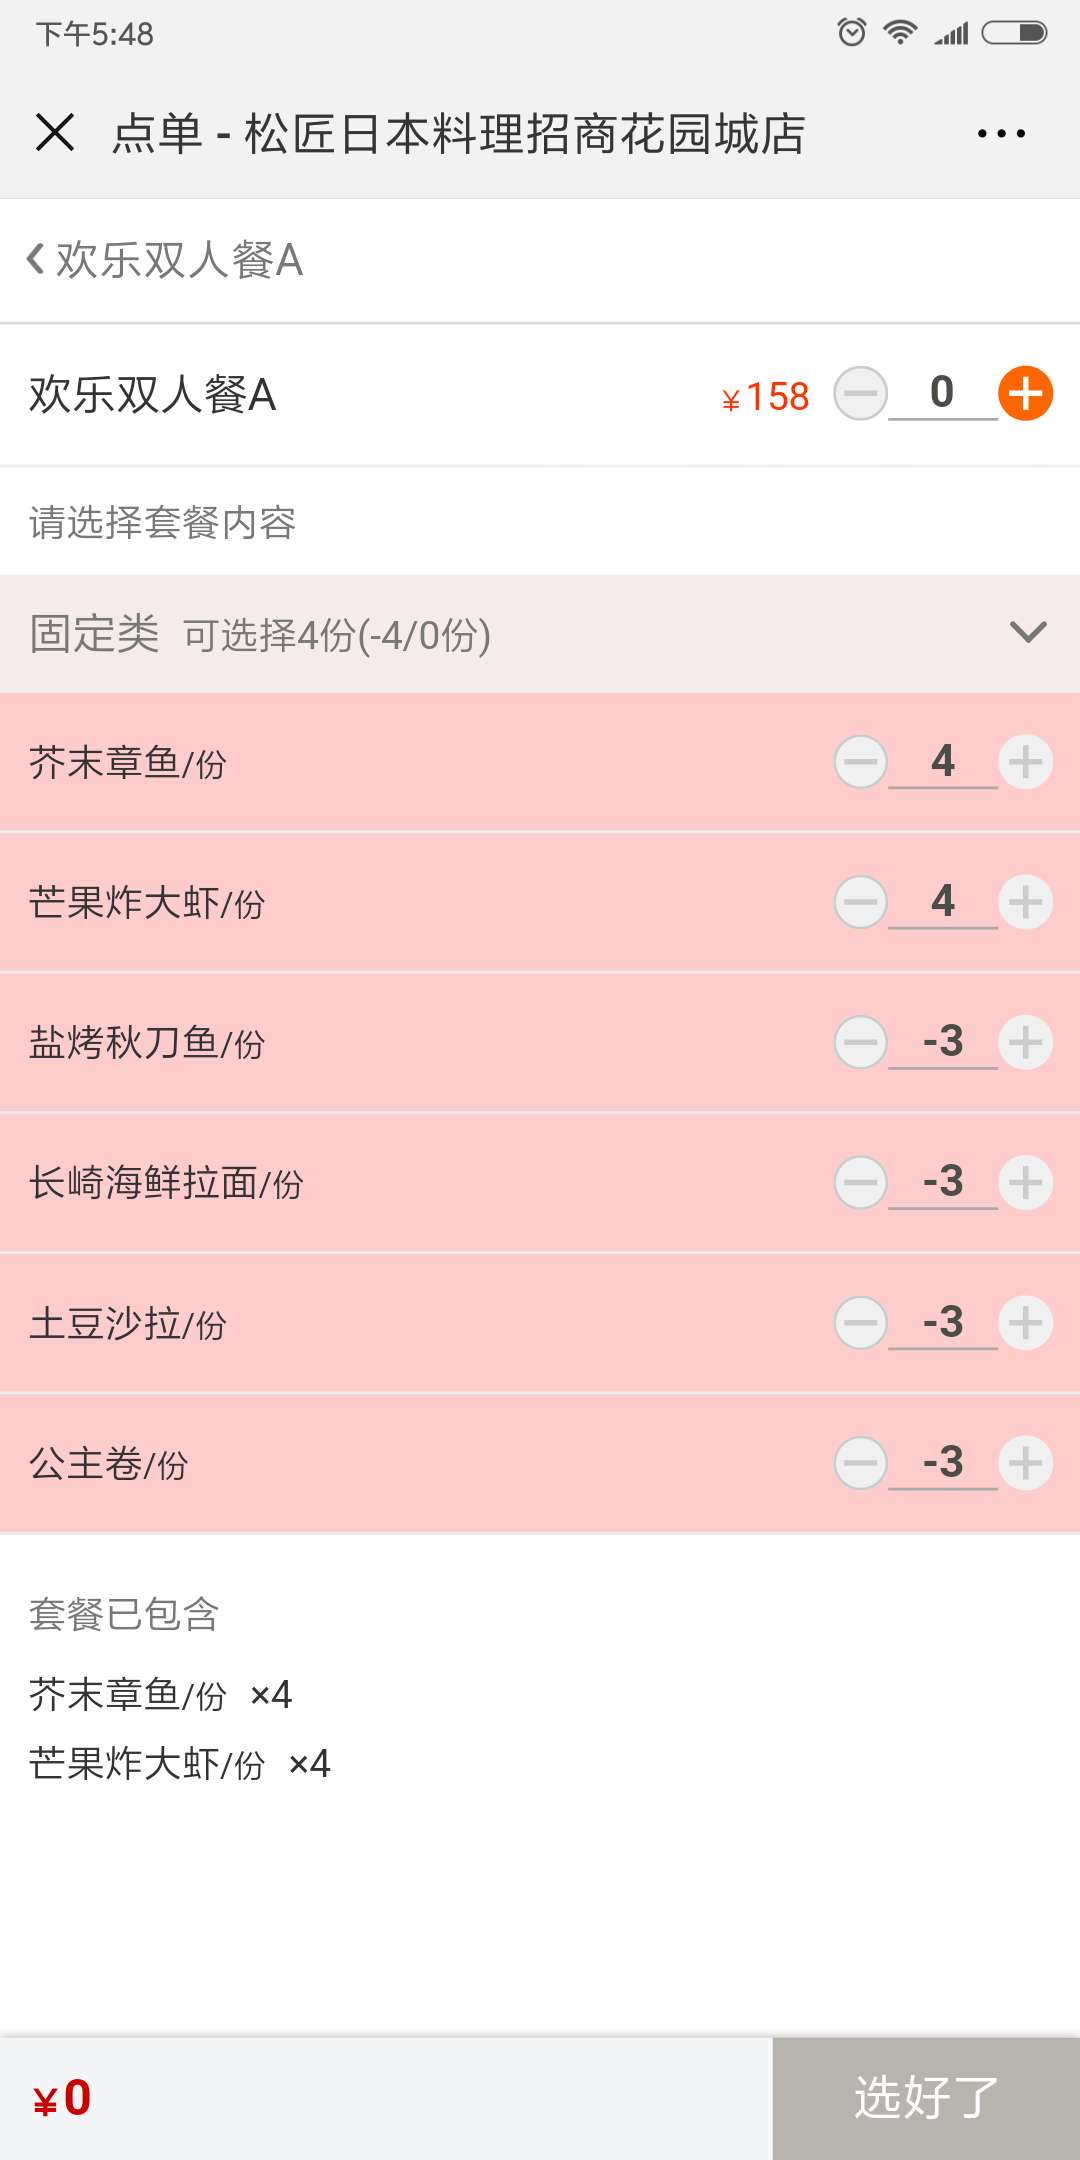 下午5:48
点单 - 松匠日本料理招商花园城店
欢乐双人餐A
欢乐双人餐A ¥158 0
请选择套餐内容
固定类 可选择4份(-4/0份)
芥末章鱼/份 4
芒果炸大虾/份 4
盐烤秋刀鱼/份 -3
长崎海鲜拉面/份 -3
土豆沙拉/份 -3
公主卷/份 -3
套餐已包含
芥末章鱼/份 ×4
芒果炸大虾/份 ×4
¥0 选好了